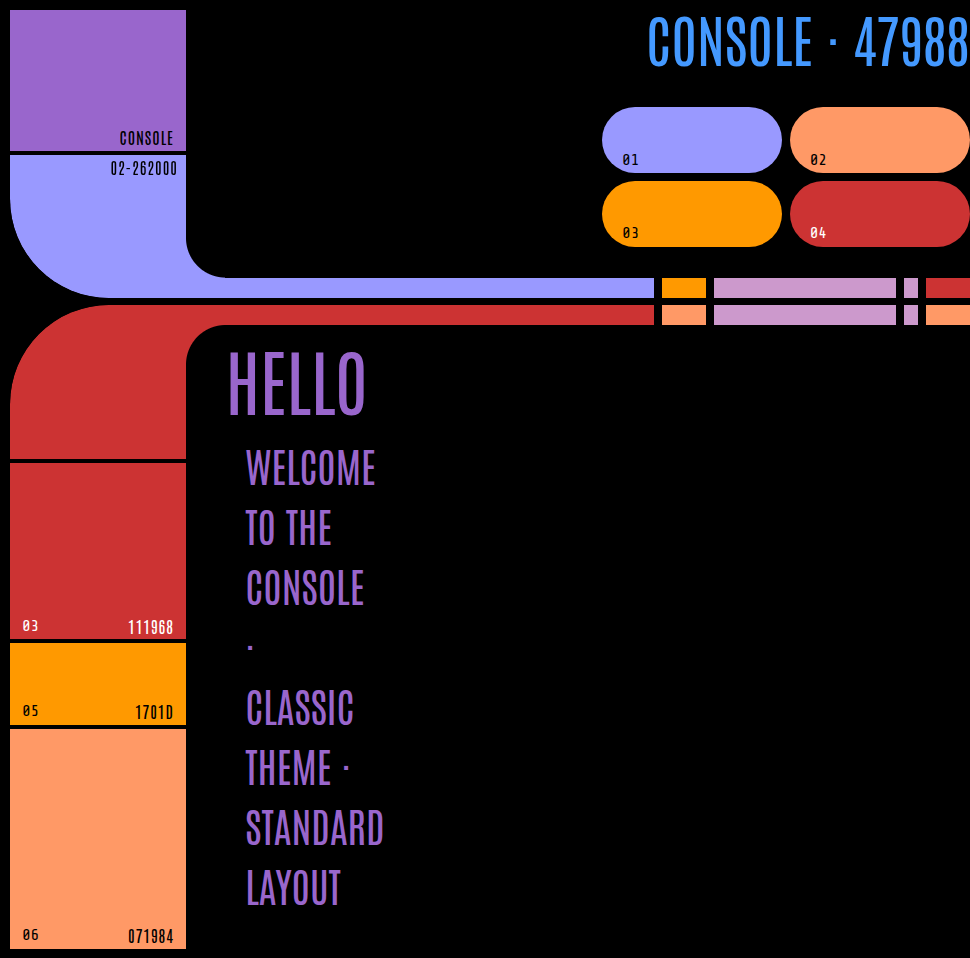 CONSOLE · 47988
CONSOLE
02-262000
01
02
03
04
HELLO
WELCOME
TO THE
CONSOLE
·
CLASSIC
THEME ·
STANDARD
LAYOUT
03 111968
05 1701D
06 071984